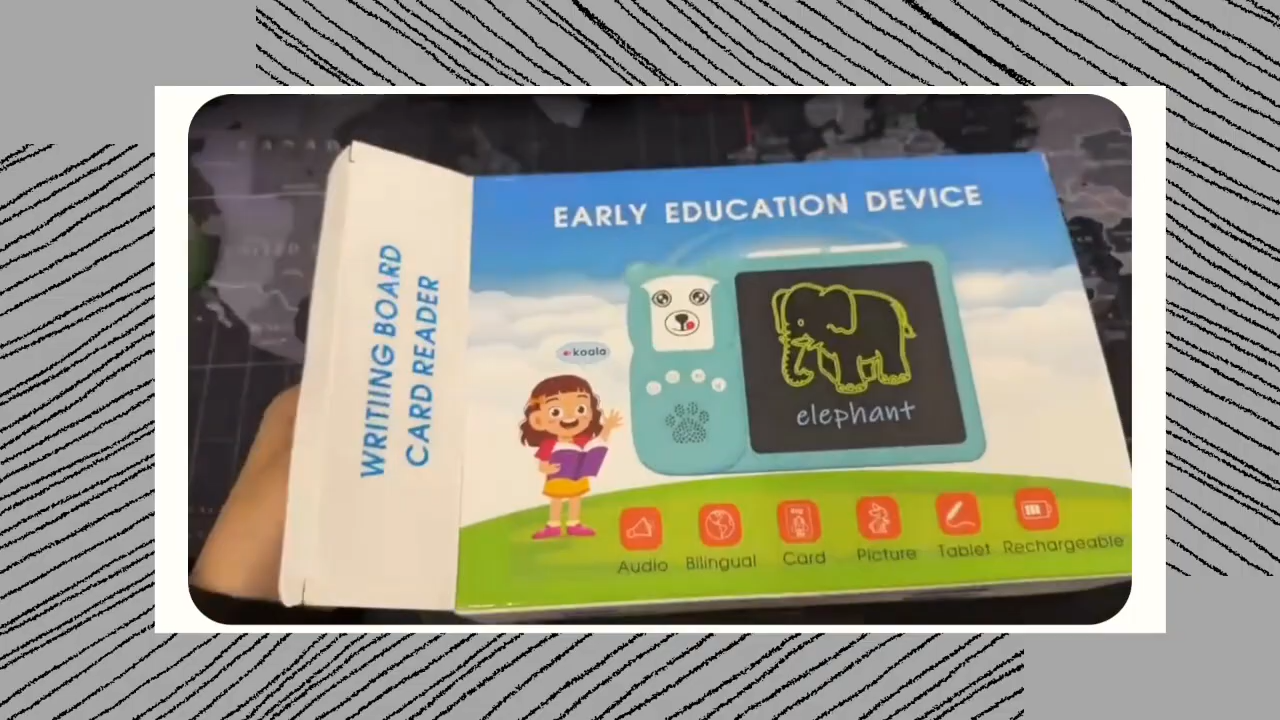 EARLY EDUCATION DEVICE
WRITIING BOARD
CARD READER
koala
elephant
Audio
Bilingual
Card
Picture
Tablet
Rechargeable